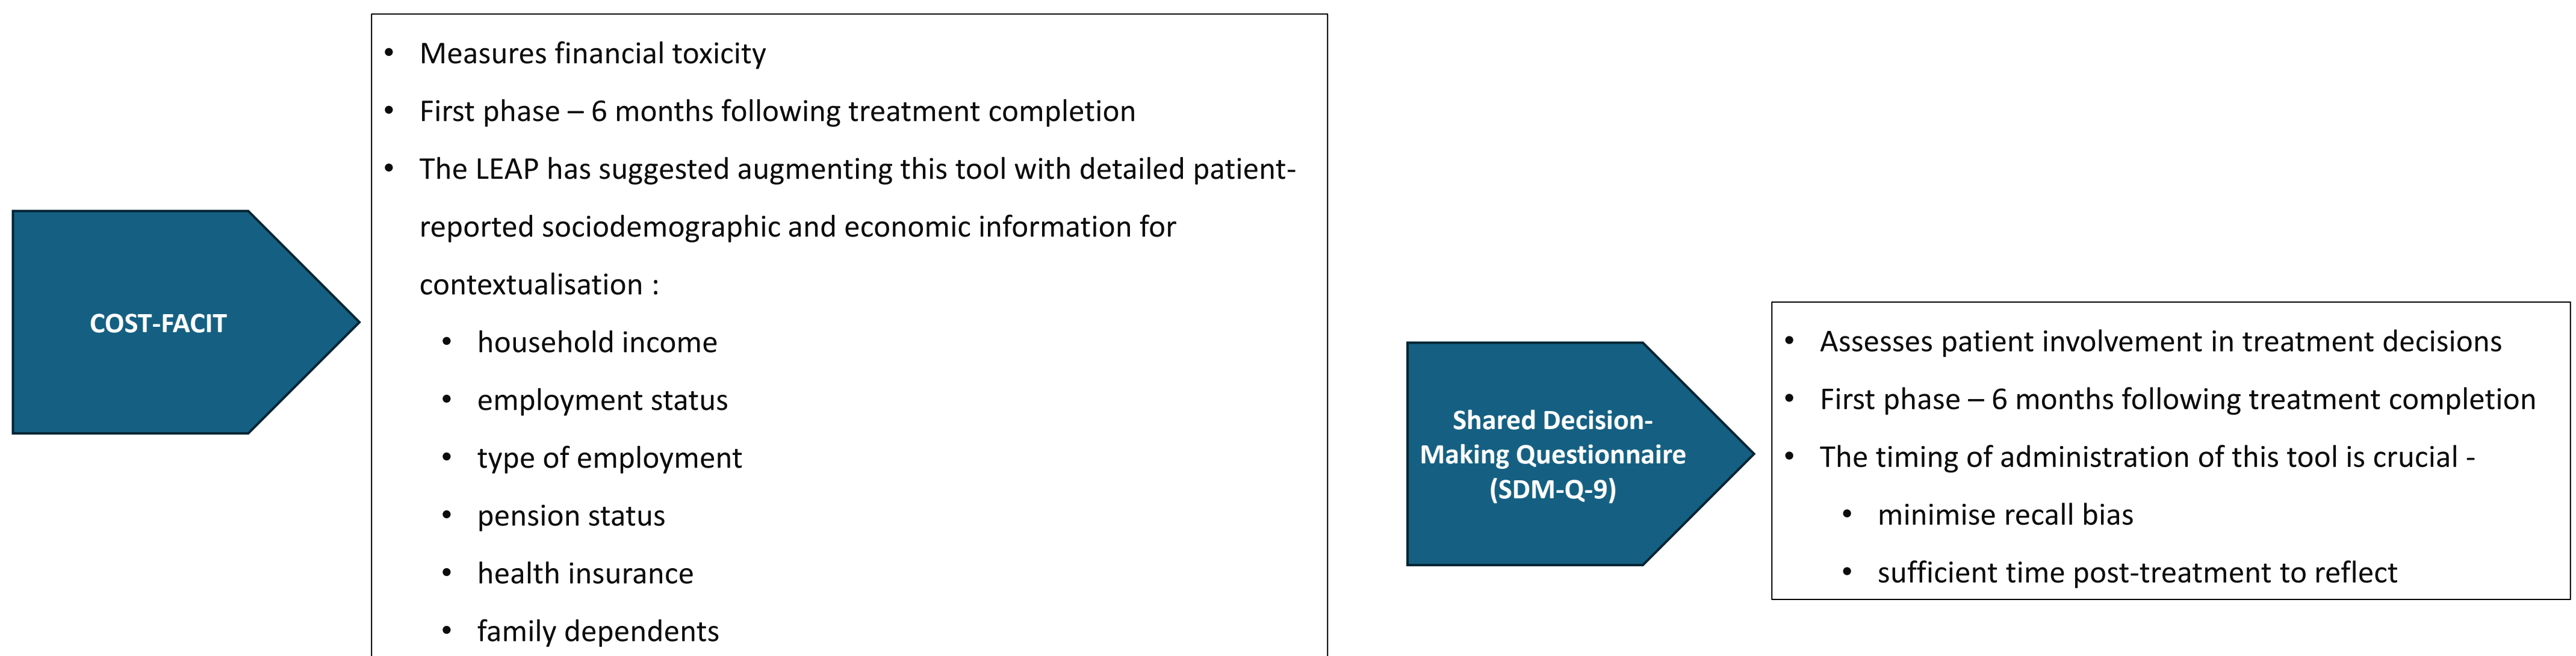 COST-FACIT
• Measures financial toxicity
• First phase – 6 months following treatment completion
• The LEAP has suggested augmenting this tool with detailed patient-
reported sociodemographic and economic information for
contextualisation :
• household income
• employment status
• type of employment
• pension status
• health insurance
• family dependents
Shared Decision-
Making Questionnaire
(SDM-Q-9)
• Assesses patient involvement in treatment decisions
• First phase – 6 months following treatment completion
• The timing of administration of this tool is crucial -
• minimise recall bias
• sufficient time post-treatment to reflect